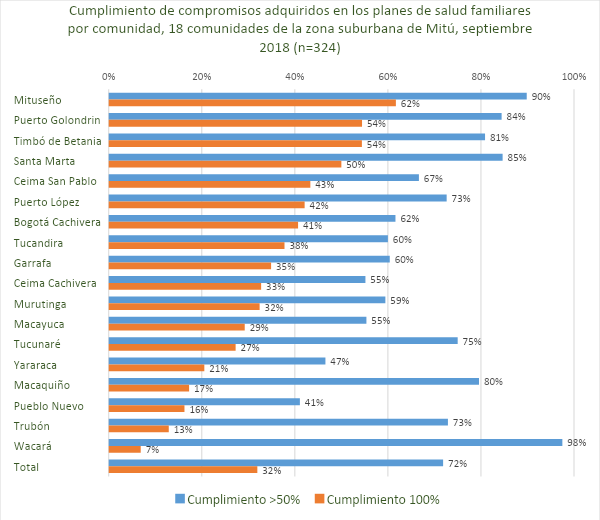 Cumplimiento de compromisos adquiridos en los planes de salud familiares
por comunidad, 18 comunidades de la zona suburbana de Mitú, septiembre
2018 (n=324)
0% 20% 40% 60% 80% 100%
Mituseño 90%
62%
Puerto Golondrin 84%
54%
Timbó de Betania 81%
54%
Santa Marta 85%
50%
Ceima San Pablo 67%
43%
Puerto López 73%
42%
Bogotá Cachivera 62%
41%
Tucandira 60%
38%
Garrafa 60%
35%
Ceima Cachivera 55%
33%
Murutinga 59%
32%
Macayuca 55%
29%
Tucunaré 75%
27%
Yararaca 47%
21%
Macaquiño 80%
17%
Pueblo Nuevo 41%
16%
Trubón 73%
13%
Wacará 98%
7%
Total 72%
32%
Cumplimiento >50% Cumplimiento 100%